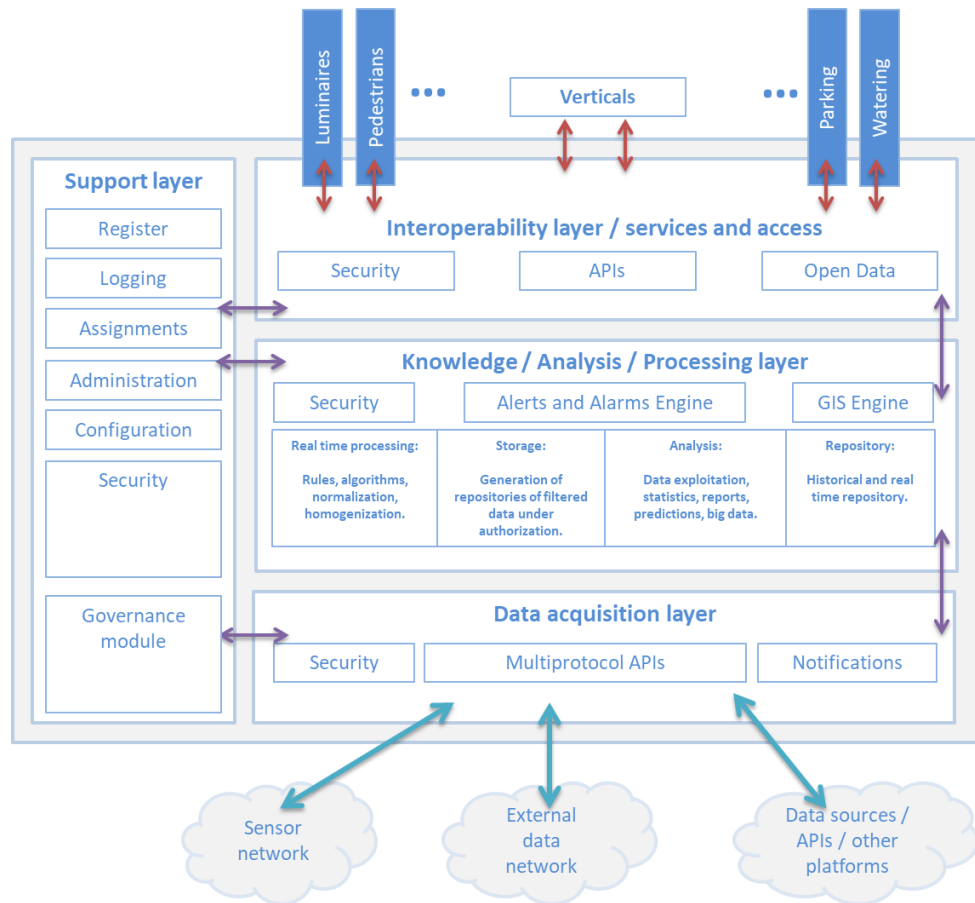 Luminaires
Pedestrians
...
Verticals
...
Parking
Watering
Support layer
Register
Logging
Assignments
Administration
Configuration
Security
Governance
module
Interoperability layer / services and access
Security
APIs
Open Data
Knowledge / Analysis / Processing layer
Security
Alerts and Alarms Engine
GIS Engine
Real time processing:
Rules, algorithms,
normalization,
homogenization.
Storage:
Generation of
repositories of filtered
data under
authorization.
Analysis:
Data exploitation,
statistics, reports,
predictions, big data.
Repository:
Historical and real
time repository.
Data acquisition layer
Security
Multiprotocol APIs
Notifications
Sensor
network
External
data
network
Data sources /
APIs / other
platforms